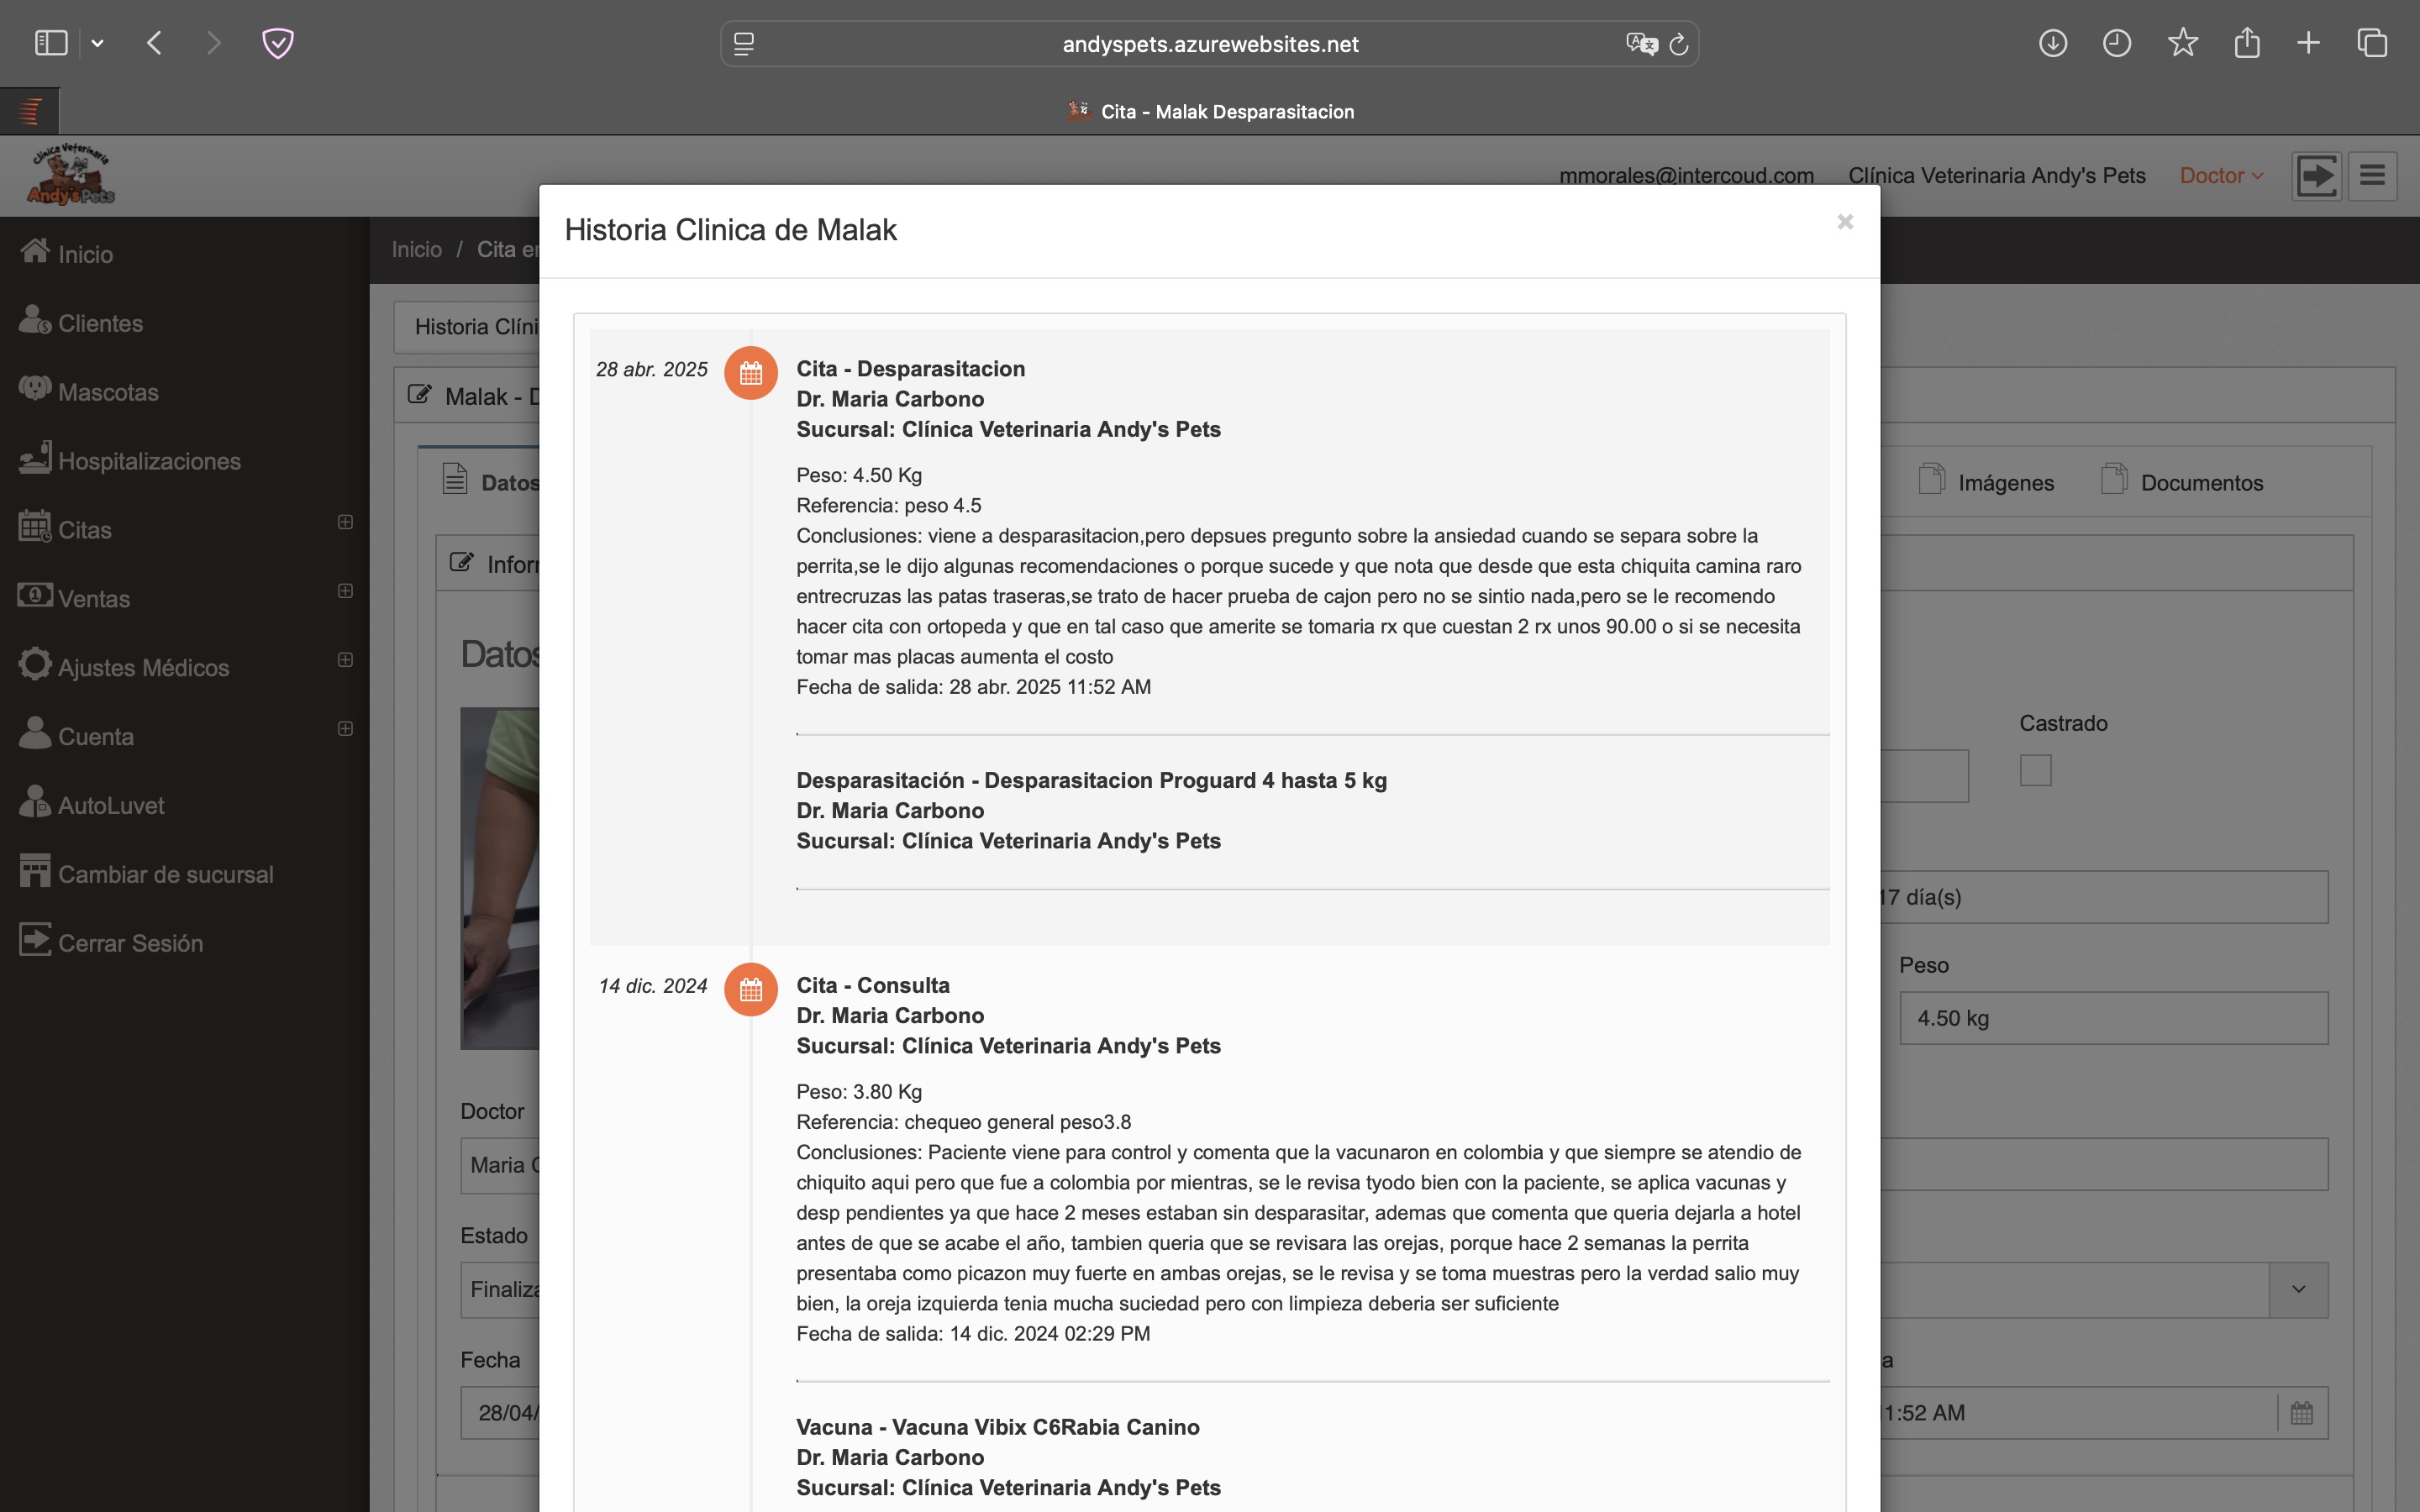 andyspets.azurewebsites.net
Cita - Malak Desparasitacion
Clínica Veterinaria
Andy'sPets
mmorales@intercoud.com Clínica Veterinaria Andy's Pets Doctor
Inicio
Clientes
Mascotas
Hospitalizaciones
Citas
Ventas
Ajustes Médicos
Cuenta
AutoLuvet
Cambiar de sucursal
Cerrar Sesión
Inicio / Cita
Historia
Malak -
Datos
Datos
Doctor
Maria
Estado
Fecha
28/04/
Historia Clinica de Malak
28 abr. 2025
Cita - Desparasitacion
Dr. Maria Carbono
Sucursal: Clínica Veterinaria Andy's Pets
Peso: 4.50 Kg
Referencia: peso 4.5
Conclusiones: viene a desparasitacion,pero depsues pregunto sobre la ansiedad cuando se separa sobre la
perrita,se le dijo algunas recomendaciones o porque sucede y que nota que desde que esta chiquita camina raro
entrecruzas las patas traseras,se trato de hacer prueba de cajon pero no se sintio nada,pero se le recomendo
hacer cita con ortopeda y que en tal caso que amerite se tomaria rx que cuestan 2 rx unos 90.00 o si se necesita
tomar mas placas aumenta el costo
Fecha de salida: 28 abr. 2025 11:52 AM
Desparasitación - Desparasitacion Proguard 4 hasta 5 kg
Dr. Maria Carbono
Sucursal: Clínica Veterinaria Andy's Pets
14 dic. 2024
Cita - Consulta
Dr. Maria Carbono
Sucursal: Clínica Veterinaria Andy's Pets
Peso: 3.80 Kg
Referencia: chequeo general peso3.8
Conclusiones: Paciente viene para control y comenta que la vacunaron en colombia y que siempre se atendio de
chiquito aqui pero que fue a colombia por mientras, se le revisa tyodo bien con la paciente, se aplica vacunas y
desp pendientes ya que hace 2 meses estaban sin desparasitar, ademas que comenta que queria dejarla a hotel
antes de que se acabe el año, tambien queria que se revisara las orejas, porque hace 2 semanas la perrita
presentaba como picazon muy fuerte en ambas orejas, se le revisa y se toma muestras pero la verdad salio muy
bien, la oreja izquierda tenia mucha suciedad pero con limpieza deberia ser suficiente
Fecha de salida: 14 dic. 2024 02:29 PM
Vacuna - Vacuna Vibix C6Rabia Canino
Dr. Maria Carbono
Sucursal: Clínica Veterinaria Andy's Pets
Imágenes
Documentos
Castrado
17 día(s)
Peso
4.50 kg
1:52 AM